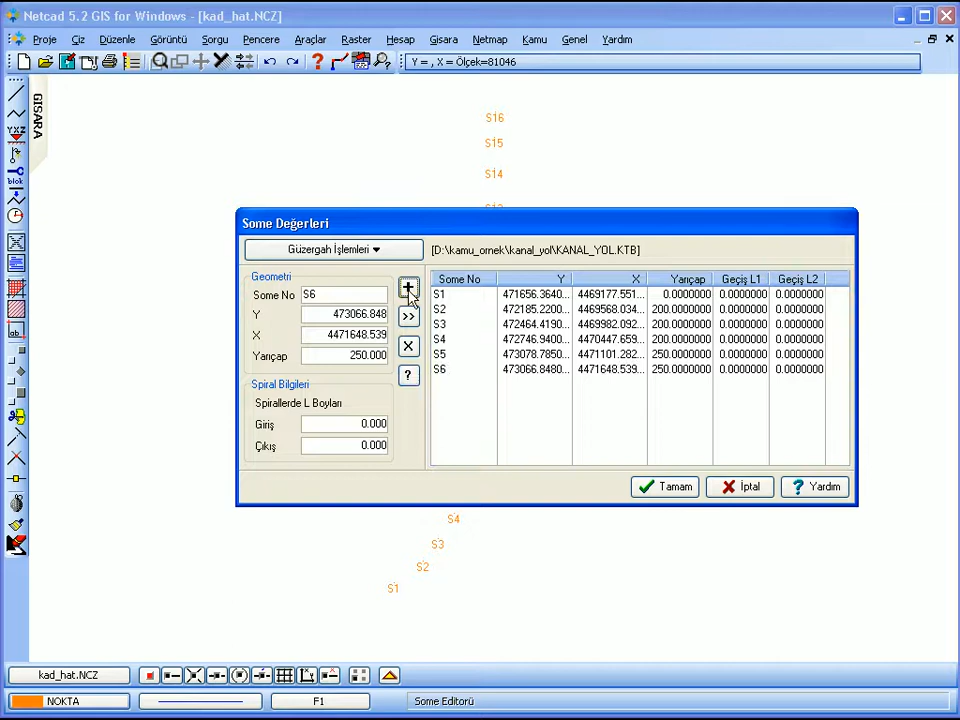 Netcad 5.2 GIS for Windows - [kad_hat.NCZ]
Proje Çiz Düzenle Görüntü Sorgu Pencere Araçlar Raster Hesap Gisara Netmap Kamu Genel Yardım
Y = , X = Ölçek=81046
GISARA
YXZ
blok
ab
S16
S15
S14
Some Değerleri
Güzergah İşlemleri
[D:\kamu_ornek\kanal_yol\KANAL_YOL.KTB]
Geometri
Some No S6
Y 473066.848
X 4471648.539
Yarıçap 250.000
Spiral Bilgileri
Spirallerde L Boyları
Giriş 0.000
Çıkış 0.000
+
>>
X
?
Some No Y X Yarıçap Geçiş L1 Geçiş L2
S1 471656.3640... 4469177.551... 0.0000000 0.0000000 0.0000000
S2 472185.2200... 4469568.034... 200.0000000 0.0000000 0.0000000
S3 472464.4190... 4469982.092... 200.0000000 0.0000000 0.0000000
S4 472746.9400... 4470447.659... 200.0000000 0.0000000 0.0000000
S5 473078.7850... 4471101.282... 250.0000000 0.0000000 0.0000000
S6 473066.8480... 4471648.539... 250.0000000 0.0000000 0.0000000
Tamam İptal Yardım
S4
S3
S2
S1
kad_hat.NCZ
NOKTA F1 Some Editorü